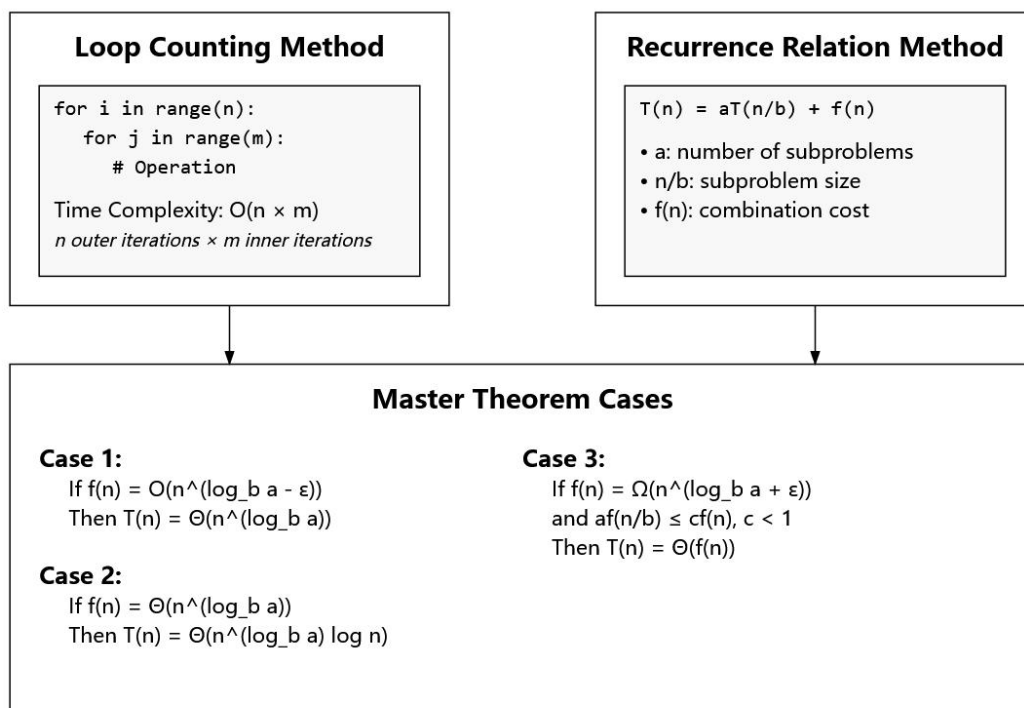 Loop Counting Method
for i in range(n):
for j in range(m):
# Operation
Time Complexity: O(n × m)
n outer iterations × m inner iterations
Recurrence Relation Method
T(n) = aT(n/b) + f(n)
• a: number of subproblems
• n/b: subproblem size
• f(n): combination cost
Master Theorem Cases
Case 1:
If f(n) = O(n^(log_b a - ε))
Then T(n) = Θ(n^(log_b a))
Case 2:
If f(n) = Θ(n^(log_b a))
Then T(n) = Θ(n^(log_b a) log n)
Case 3:
If f(n) = Ω(n^(log_b a + ε))
and af(n/b) ≤ cf(n), c < 1
Then T(n) = Θ(f(n))